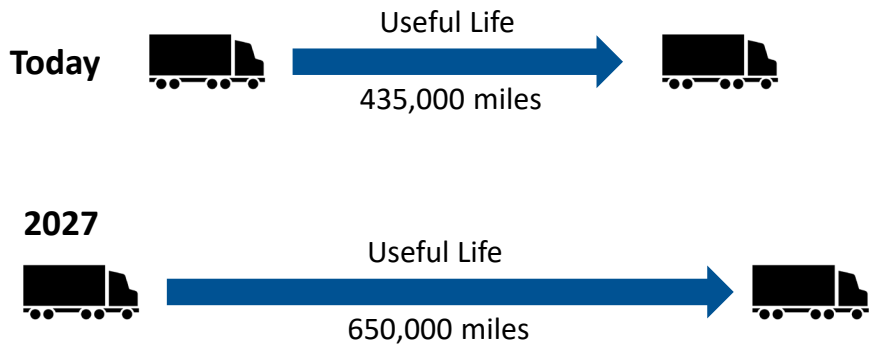 Useful Life
Today
435,000 miles
2027
Useful Life
650,000 miles